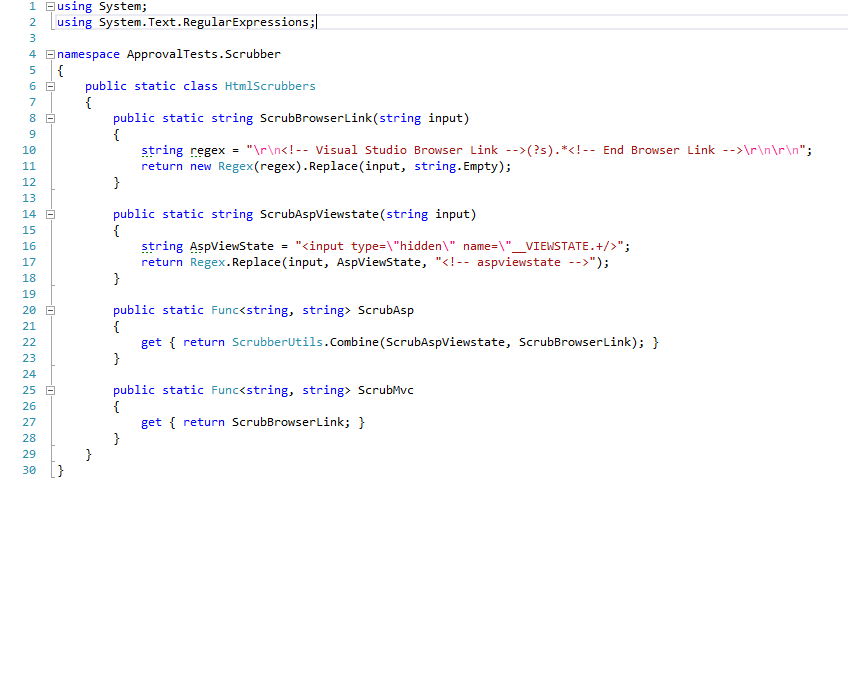 1 using System;
2 using System.Text.RegularExpressions;
3
4 namespace ApprovalTests.Scrubber
5 {
6 public static class HtmlScrubbers
7 {
8 public static string ScrubBrowserLink(string input)
9 {
10 string regex = "\r\n<!-- Visual Studio Browser Link -->(?s).*<!-- End Browser Link -->\r\n\r\n";
11 return new Regex(regex).Replace(input, string.Empty);
12 }
13
14 public static string ScrubAspViewstate(string input)
15 {
16 string AspViewState = "<input type=\"hidden\" name=\"__VIEWSTATE.+/>";
17 return Regex.Replace(input, AspViewState, "<!-- aspviewstate -->");
18 }
19
20 public static Func<string, string> ScrubAsp
21 {
22 get { return ScrubberUtils.Combine(ScrubAspViewstate, ScrubBrowserLink); }
23 }
24
25 public static Func<string, string> ScrubMvc
26 {
27 get { return ScrubBrowserLink; }
28 }
29 }
30 }